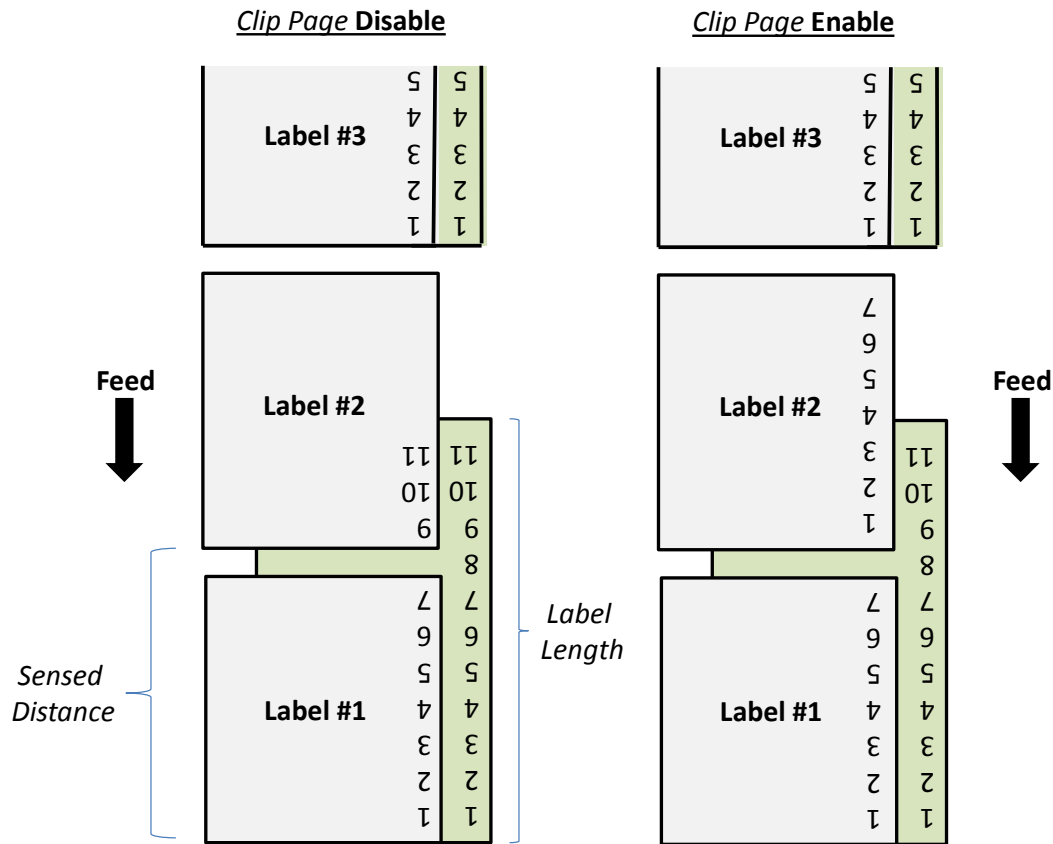 Clip Page Disable
5 5
4 4
Label #3
3 3
2 2
1 1
Feed
Label #2
11 11
10 10
9 9
8
7 7
6 6
Sensed
Distance
5 5
Label #1
4 4
3 3
2 2
1 1
Label
Length
Clip Page Enable
5 5
4 4
Label #3
3 3
2 2
1 1
7
6
5
Label #2
4
3 11
2 10
1 9
8
7 7
6 6
5 5
Label #1
4 4
3 3
2 2
1 1
Feed